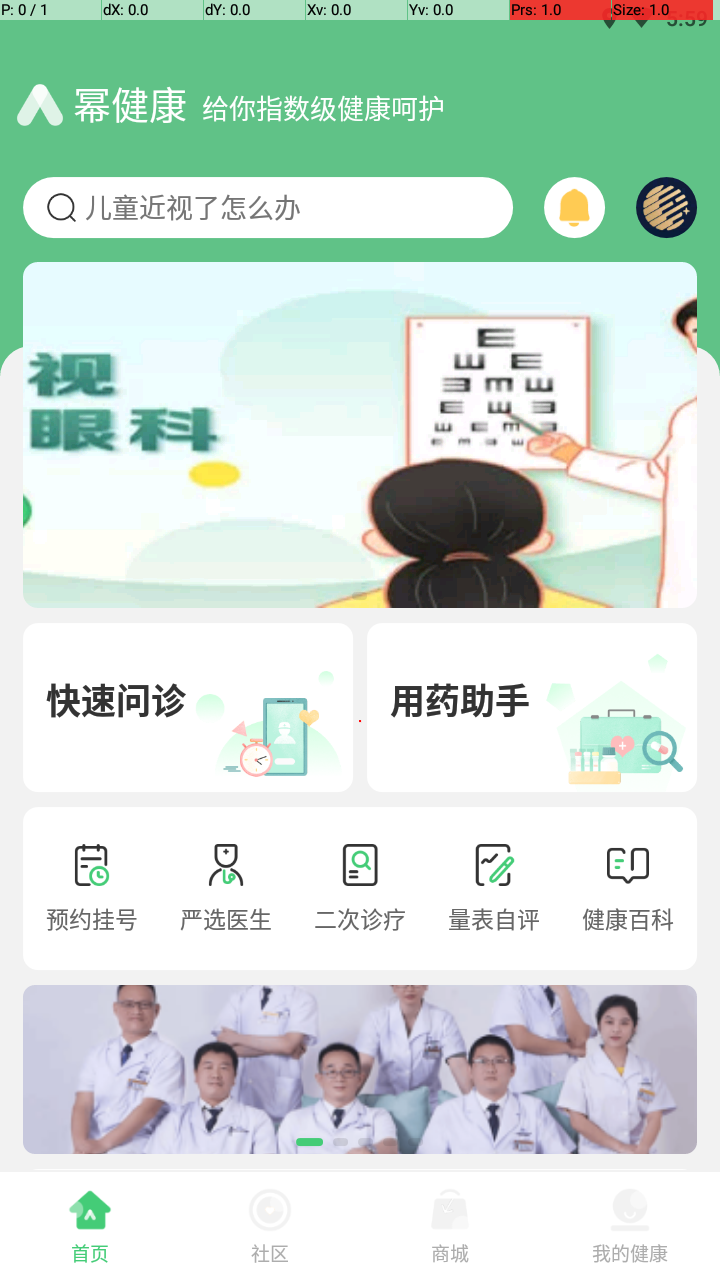 P: 0 / 1 dX: 0.0 dY: 0.0 Xv: 0.0 Yv: 0.0 Prs: 1.0 Size: 1.0
5:59
幂健康 给你指数级健康呵护
儿童近视了怎么办
视
眼科
快速问诊 用药助手
预约挂号 严选医生 二次诊疗 量表自评 健康百科
首页 社区 商城 我的健康